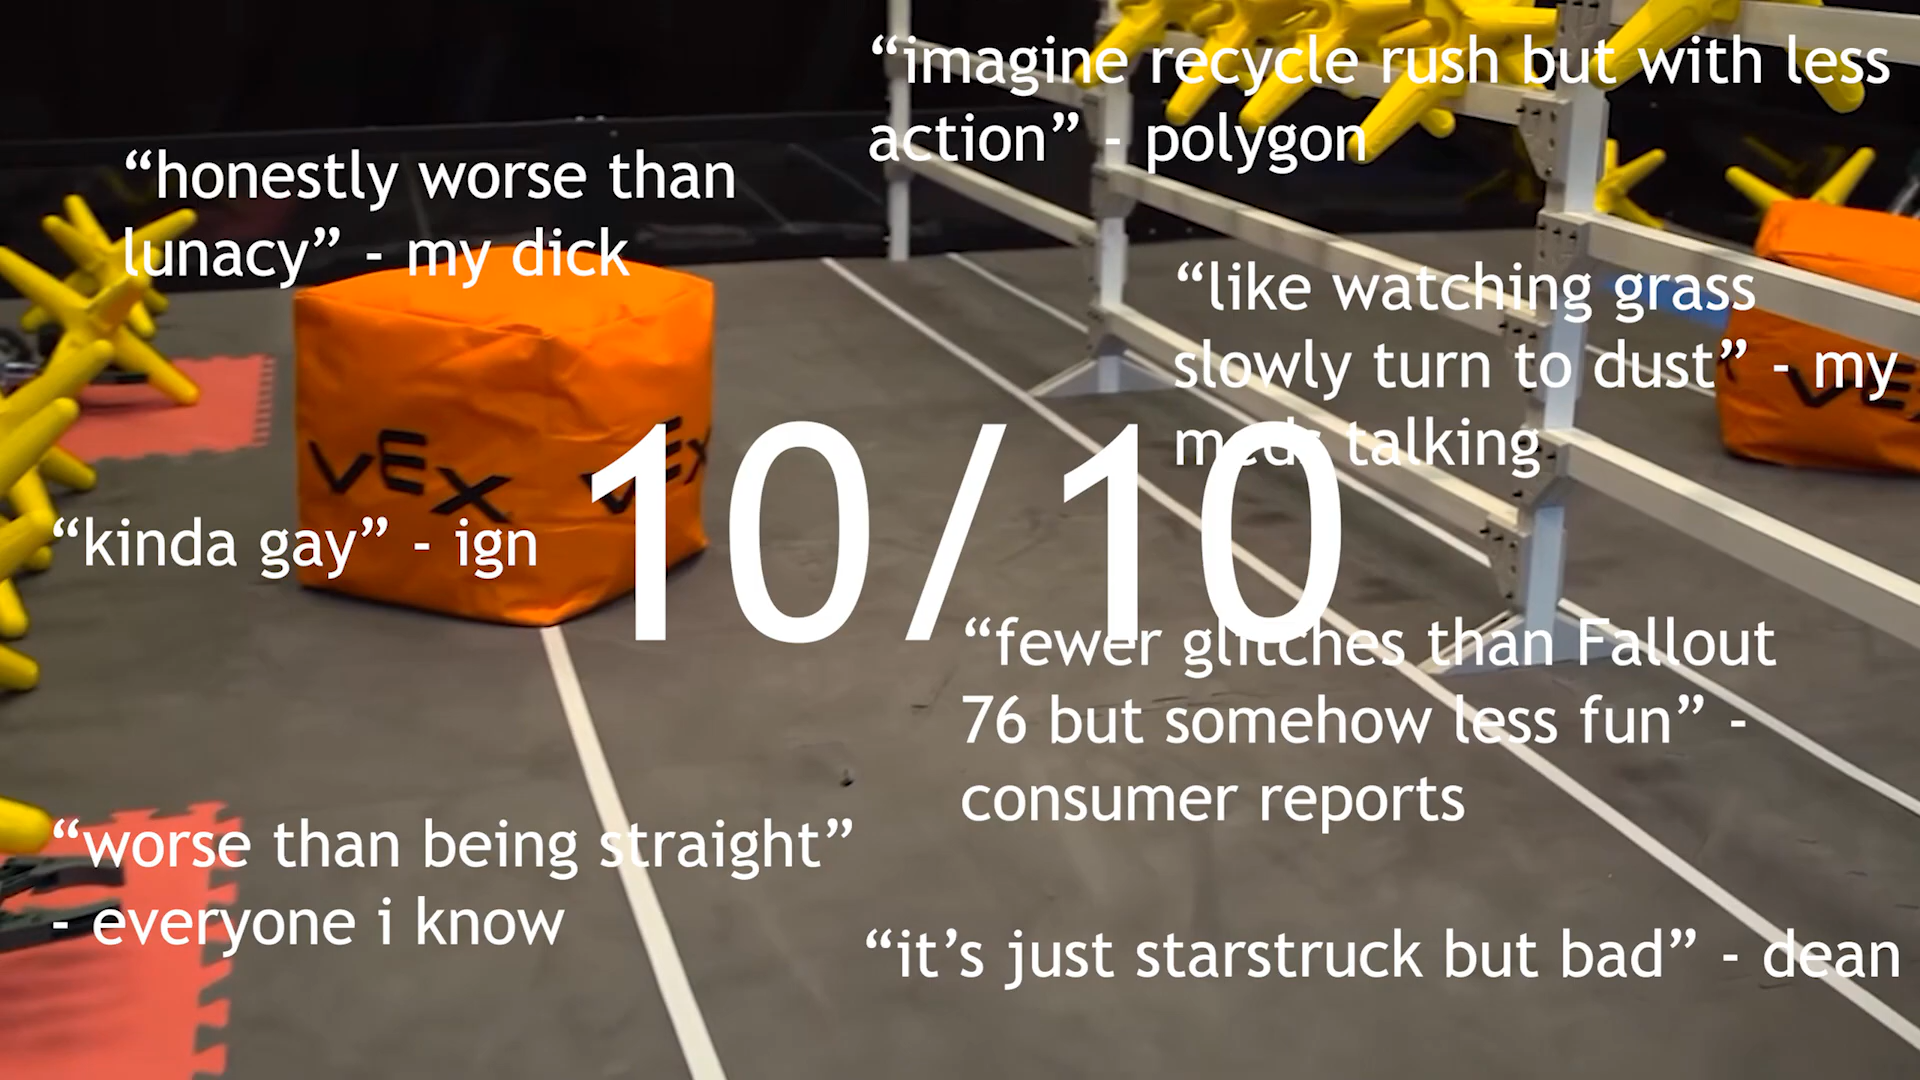 “imagine recycle rush but with less
action” - polygon
“honestly worse than
lunacy” - my dick
“like watching grass
slowly turn to dust” - my
meds talking
VEX VEX
VEX
10/10
“kinda gay” - ign
“fewer glitches than Fallout
76 but somehow less fun” -
consumer reports
“worse than being straight”
- everyone i know
“it’s just starstruck but bad” - dean